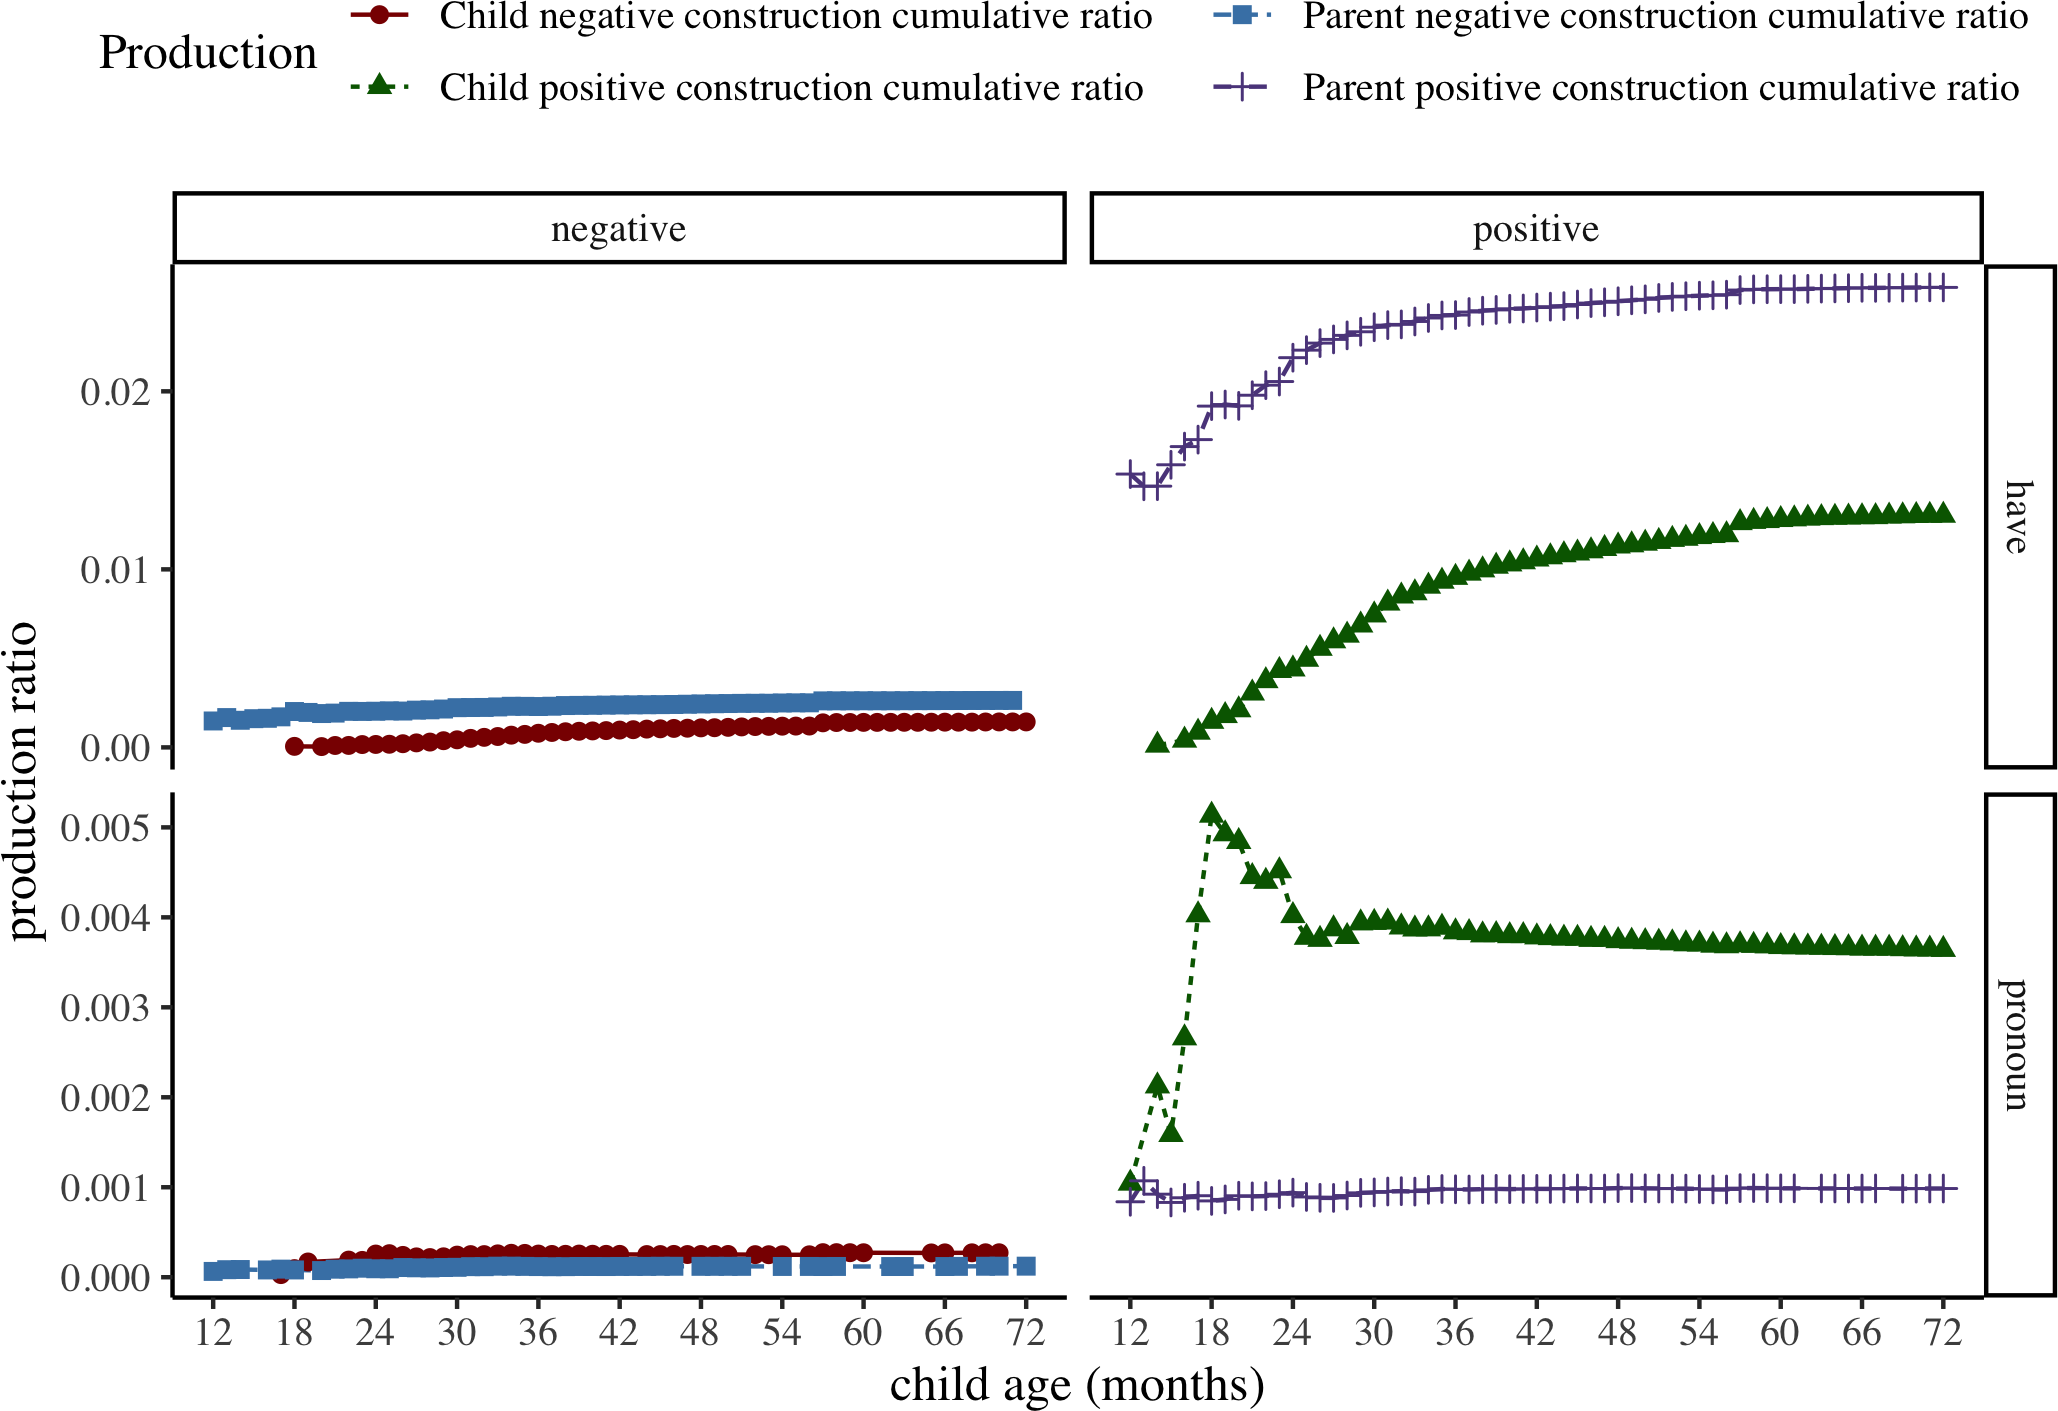 Production
Child negative construction cumulative ratio
Parent negative construction cumulative ratio
Child positive construction cumulative ratio
Parent positive construction cumulative ratio
negative
positive
have
pronoun
production ratio
0.02
0.01
0.00
0.005
0.004
0.003
0.002
0.001
0.000
12 18 24 30 36 42 48 54 60 66 72
12 18 24 30 36 42 48 54 60 66 72
child age (months)